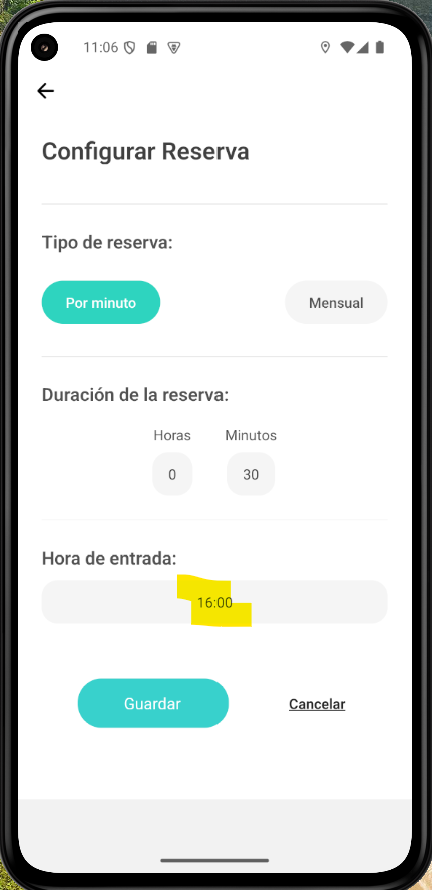 11:06
Configurar Reserva
Tipo de reserva:
Por minuto Mensual
Duración de la reserva:
Horas Minutos
0 30
Hora de entrada:
16:00
Guardar Cancelar